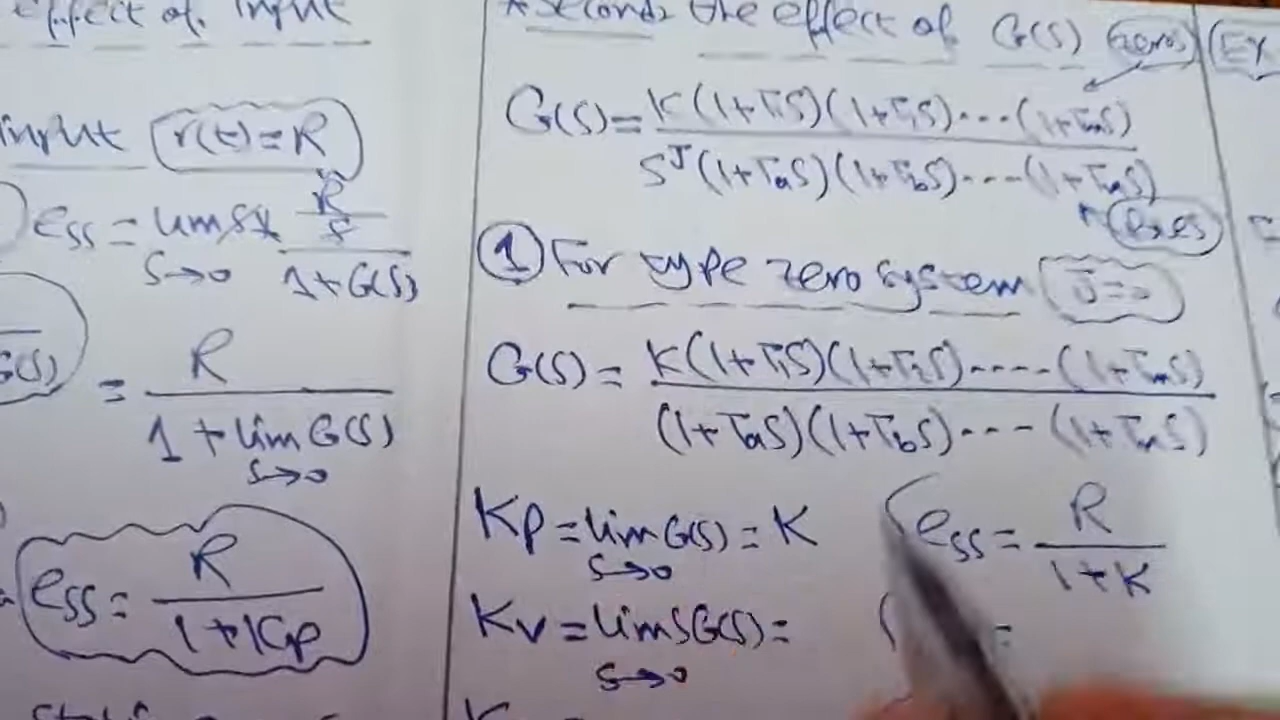 effect of input
input r(t)=R
ess = lim S* (R/S)/(1+G(S))
S→0
G(S)
= R/(1+lim G(S))
S→0
ess = R/(1+Kp)
Second, the effect of G(S) zeros
G(S) = K(1+T1S)(1+T1S)...(1+TmS)/(S^J(1+TaS)(1+TbS)...(1+TnS))
Poles
① For type zero system J=0
G(S) = K(1+T1S)(1+T2S)....(1+TmS)/((1+TaS)(1+TbS)...(1+TnS))
Kp = lim G(S) = K ess = R/(1+K)
S→0
Kv = lim SG(S) = =
S→0
(EX